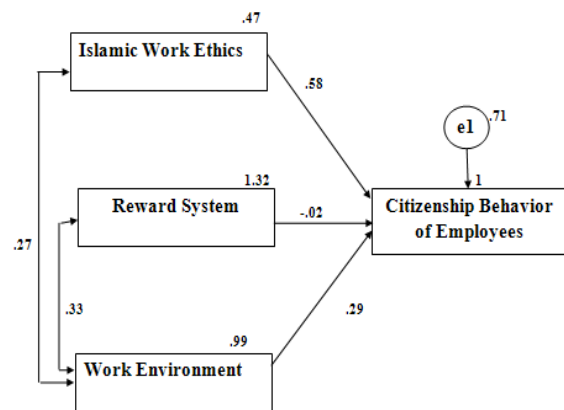 .47
Islamic Work Ethics
.58
.71
e1
1.32
1
Reward System
-.02
Citizenship Behavior
of Employees
.27
.33
.29
.99
Work Environment